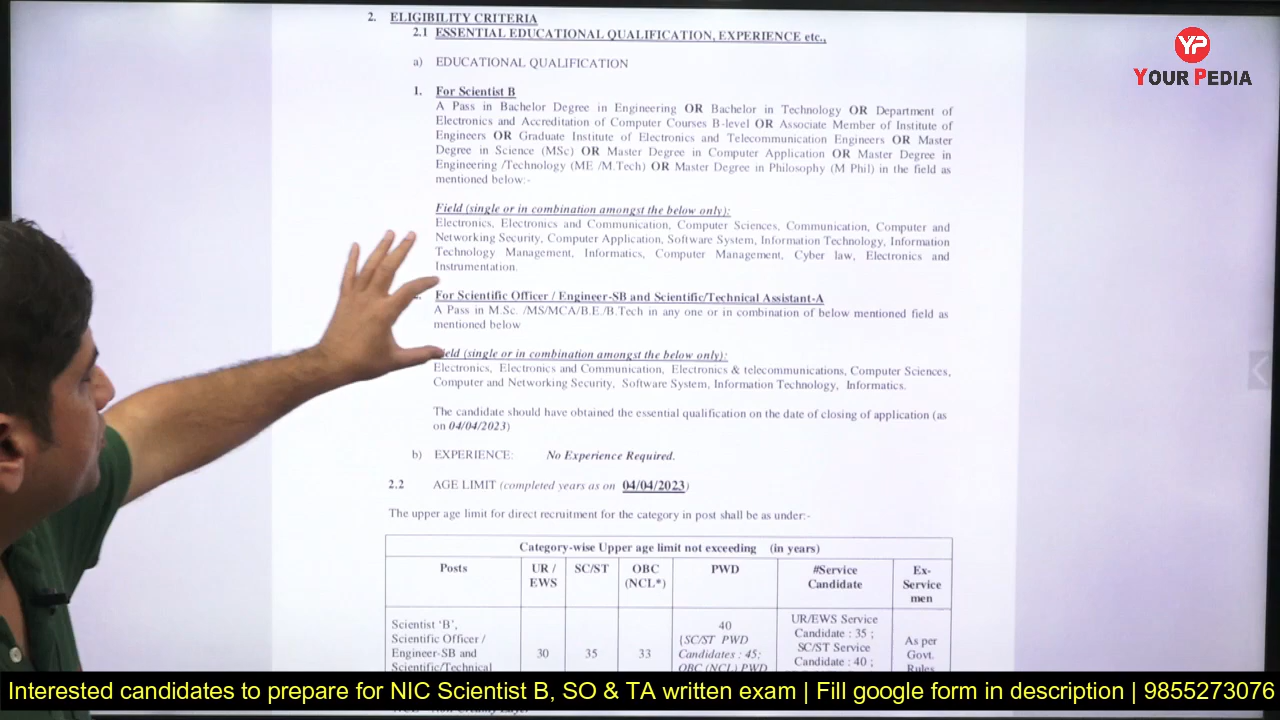 2. ELIGIBILITY CRITERIA
2.1 ESSENTIAL EDUCATIONAL QUALIFICATION, EXPERIENCE etc.,
YP
YOUR PEDIA
a) EDUCATIONAL QUALIFICATION
1. For Scientist B
A Pass in Bachelor Degree in Engineering OR Bachelor in Technology OR Department of
Electronics and Accreditation of Computer Courses B-level OR Associate Member of Institute of
Engineers OR Graduate Institute of Electronics and Telecommunication Engineers OR Master
Degree in Science (MSc) OR Master Degree in Computer Application OR Master Degree in
Engineering /Technology (ME /M.Tech) OR Master Degree in Philosophy (M Phil) in the field as
mentioned below:-
Field (single or in combination amongst the below only):
Electronics, Electronics and Communication, Computer Sciences, Communication, Computer and
Networking Security, Computer Application, Software System, Information Technology, Information
Technology Management, Informatics, Computer Management, Cyber law, Electronics and
Instrumentation.
For Scientific Officer / Engineer-SB and Scientific/Technical Assistant-A
A Pass in M.Sc. /MS/MCA/B.E./B.Tech in any one or in combination of below mentioned field as
mentioned below
(single or in combination amongst the below only):
Electronics, Electronics and Communication, Electronics & telecommunications, Computer Sciences,
Computer and Networking Security, Software System, Information Technology, Informatics.
The candidate should have obtained the essential qualification on the date of closing of application (as
on 04/04/2023)
b) EXPERIENCE: No Experience Required.
2.2 AGE LIMIT (completed years as on 04/04/2023)
The upper age limit for direct recruitment for the category in post shall be as under:-
Category-wise Upper age limit not exceeding (in years)
Posts UR / EWS SC/ST OBC (NCL*) PWD #Service Candidate Ex-Service men
Scientist 'B',
Scientific Officer /
Engineer-SB and
Scientific/Technical
30
35
33
40
(SC/ST PWD
Candidates : 45;
OBC (NCL) PWD
UR/EWS Service
Candidate : 35 ;
SC/ST Service
Candidate : 40 ;
As per
Govt.
Rules
Interested candidates to prepare for NIC Scientist B, SO & TA written exam | Fill google form in description | 9855273076